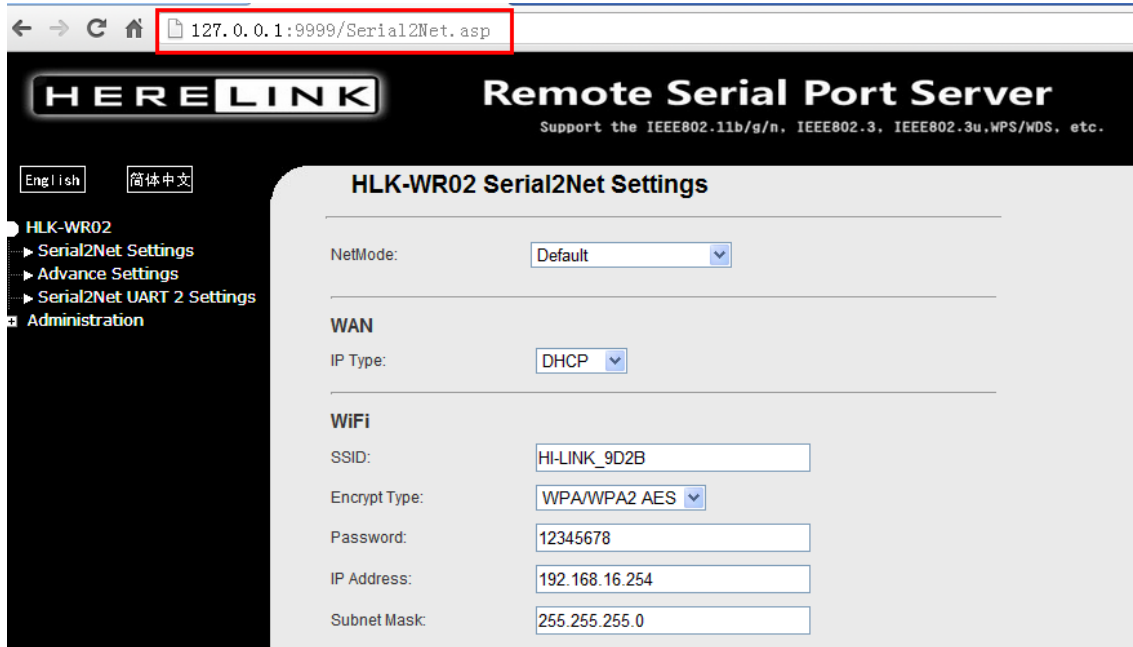 127.0.0.1:9999/Serial2Net.asp
HERELINK
Remote Serial Port Server
Support the IEEE802.11b/g/n, IEEE802.3, IEEE802.3u,WPS/WDS, etc.
English 简体中文
HLK-WR02
Serial2Net Settings
Advance Settings
Serial2Net UART 2 Settings
Administration
HLK-WR02 Serial2Net Settings
NetMode: Default
WAN
IP Type: DHCP
WiFi
SSID: HI-LINK_9D2B
Encrypt Type: WPA/WPA2 AES
Password: 12345678
IP Address: 192.168.16.254
Subnet Mask: 255.255.255.0